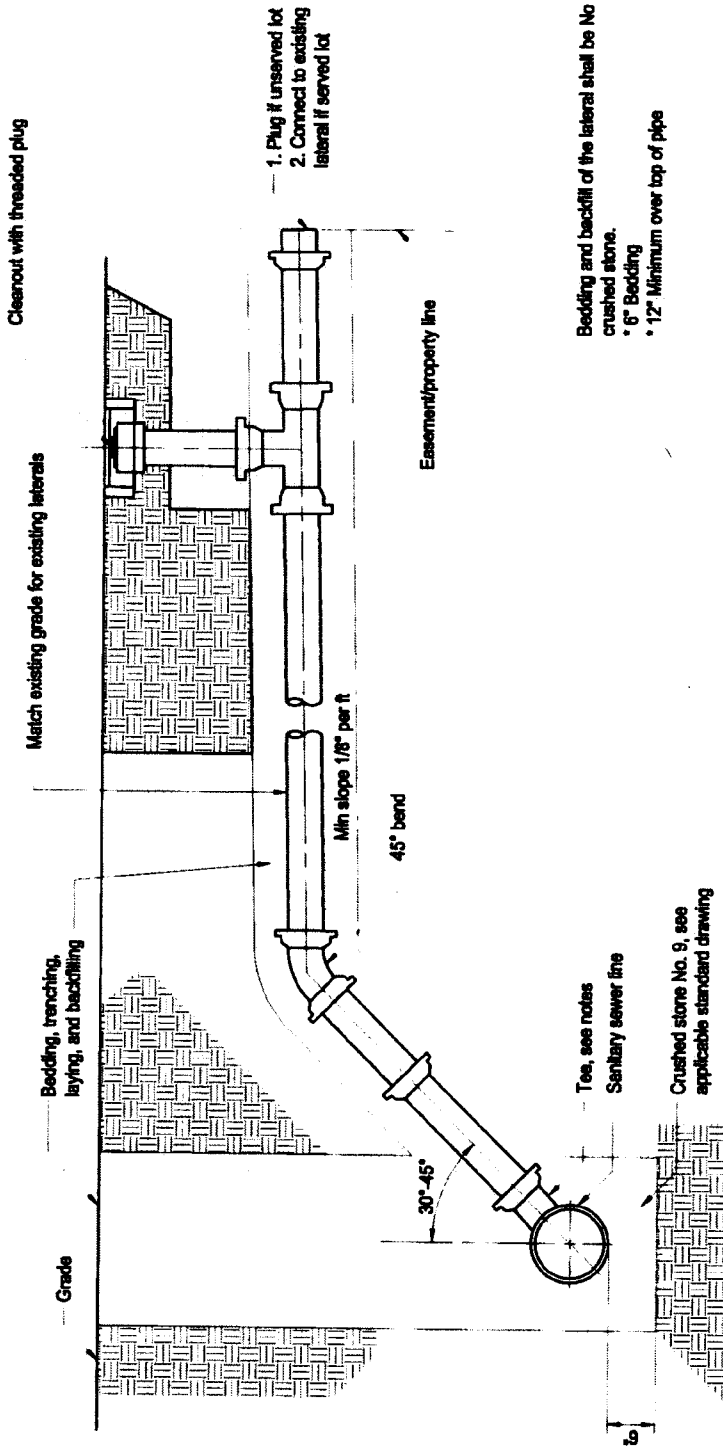 Cleanout with threaded plug
Match existing grade for existing laterals
Bedding, trenching,
laying, and backfilling
Grade
1. Plug if unserved lot
2. Connect to existing
lateral if served lot
Easement/property line
Min slope 1/8" per ft
45° bend
30°-45°
Bedding and backfill of the lateral shall be No
crushed stone.
* 6" Bedding
* 12" Minimum over top of pipe
Tee, see notes
Sanitary sewer line
Crushed stone No. 9, see
applicable standard drawing